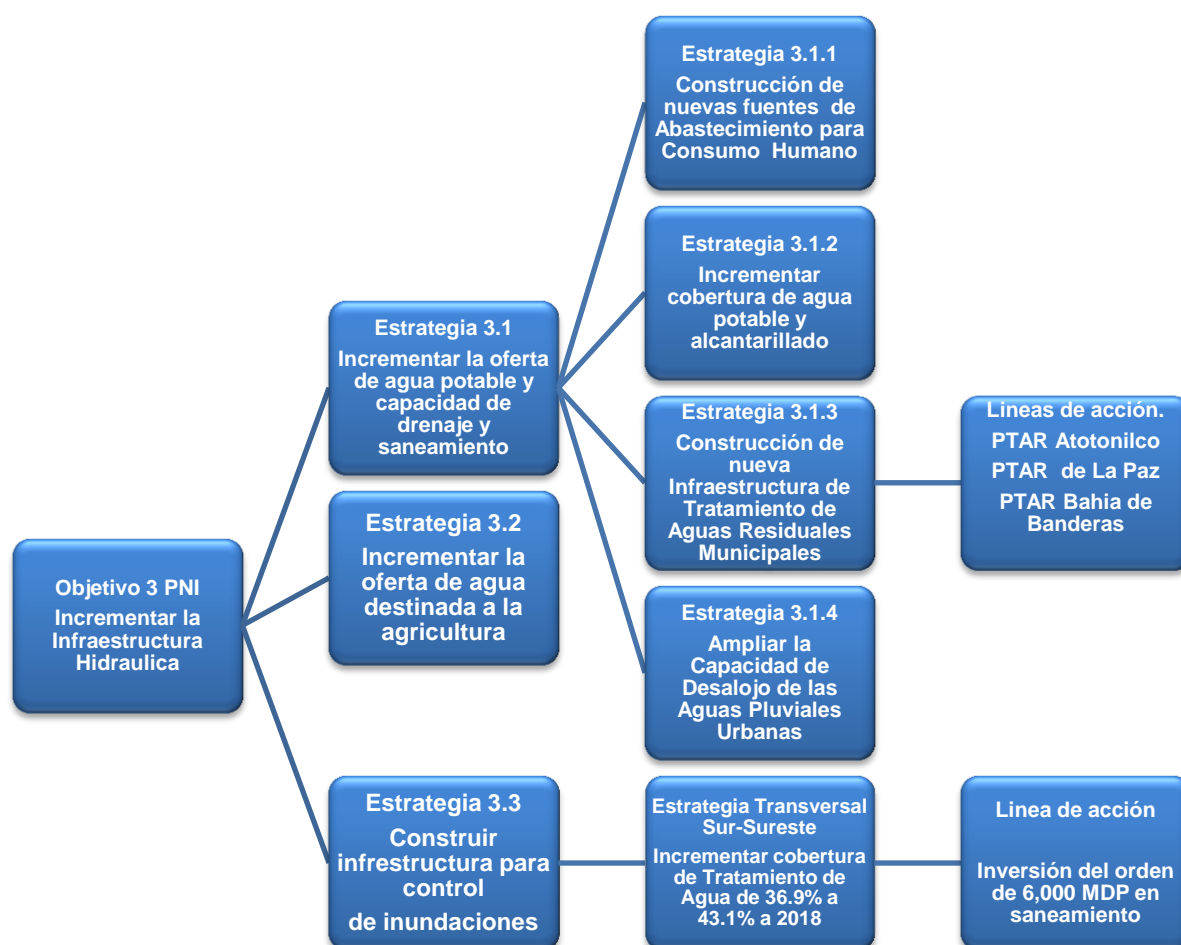 Objetivo 3 PNI
Incrementar la
Infraestructura
Hidraulica
Estrategia 3.1
Incrementar la oferta
de agua potable y
capacidad de
drenaje y
saneamiento
Estrategia 3.1.1
Construcción de
nuevas fuentes de
Abastecimiento para
Consumo Humano
Estrategia 3.1.2
Incrementar
cobertura de agua
potable y
alcantarillado
Estrategia 3.1.3
Construcción de
nueva
Infraestructura de
Tratamiento de
Aguas Residuales
Municipales
Lineas de acción.
PTAR Atotonilco
PTAR de La Paz
PTAR Bahia de
Banderas
Estrategia 3.1.4
Ampliar la
Capacidad de
Desalojo de las
Aguas Pluviales
Urbanas
Estrategia 3.2
Incrementar la
oferta de agua
destinada a la
agricultura
Estrategia 3.3
Construir
infrestructura para
control
de inundaciones
Estrategia Transversal
Sur-Sureste
Incrementar cobertura
de Tratamiento de
Agua de 36.9% a
43.1% a 2018
Linea de acción
Inversión del orden
de 6,000 MDP en
saneamiento